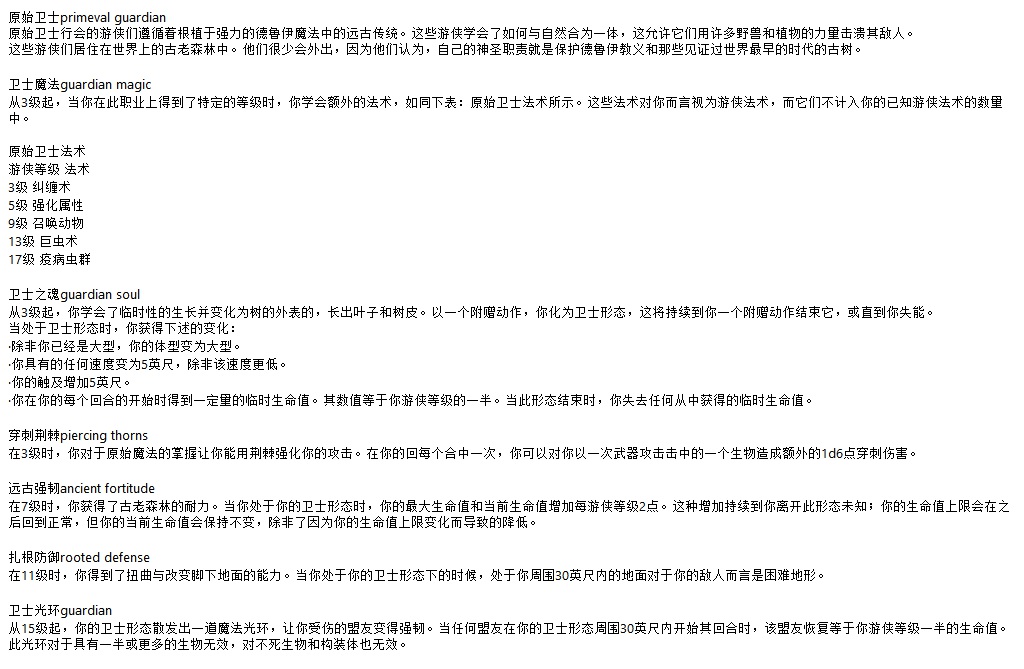 原始卫士primeval guardian
原始卫士行会的游侠们遵循着根植于强力的德鲁伊魔法中的远古传统。这些游侠学会了如何与自然合为一体，这允许它们用许多野兽和植物的力量击溃其敌人。
这些游侠们居住在世界上的古老森林中。他们很少会外出，因为他们认为，自己的神圣职责就是保护德鲁伊教义和那些见证过世界最早的时代的古树。
卫士魔法guardian magic
从3级起，当你在此职业上得到了特定的等级时，你学会额外的法术，如同下表：原始卫士法术所示。这些法术对你而言视为游侠法术，而它们不计入你的已知游侠法术的数量
中。
原始卫士法术
游侠等级 法术
3级 纠缠术
5级 强化属性
9级 召唤动物
13级 巨虫术
17级 疫病虫群
卫士之魂guardian soul
从3级起，你学会了临时性的生长并变化为树的外表的，长出叶子和树皮。以一个附赠动作，你化为卫士形态，这将持续到你一个附赠动作结束它，或直到你失能。
当处于卫士形态时，你获得下述的变化：
·除非你已经是大型，你的体型变为大型。
·你具有的任何速度变为5英尺，除非该速度更低。
·你的触及增加5英尺。
·你在你的每个回合的开始时得到一定量的临时生命值。其数值等于你游侠等级的一半。当此形态结束时，你失去任何从中获得的临时生命值。
穿刺荆棘piercing thorns
在3级时，你对于原始魔法的掌握让你能用荆棘强化你的攻击。在你的回每个合中一次，你可以对你以一次武器攻击击中的一个生物造成额外的1d6点穿刺伤害。
远古强韧ancient fortitude
在7级时，你获得了古老森林的耐力。当你处于你的卫士形态时，你的最大生命值和当前生命值增加每游侠等级2点。这种增加持续到你离开此形态未知；你的生命值上限会在之
后回到正常，但你的当前生命值会保持不变，除非了因为你的生命值上限变化而导致的降低。
扎根防御rooted defense
在11级时，你得到了扭曲与改变脚下地面的能力。当你处于你的卫士形态下的时候，处于你周围30英尺内的地面对于你的敌人而言是困难地形。
卫士光环guardian
从15级起，你的卫士形态散发出一道魔法光环，让你受伤的盟友变得强韧。当任何盟友在你的卫士形态周围30英尺内开始其回合时，该盟友恢复等于你游侠等级一半的生命值。
此光环对于具有一半或更多的生物无效，对不死生物和构装体也无效。